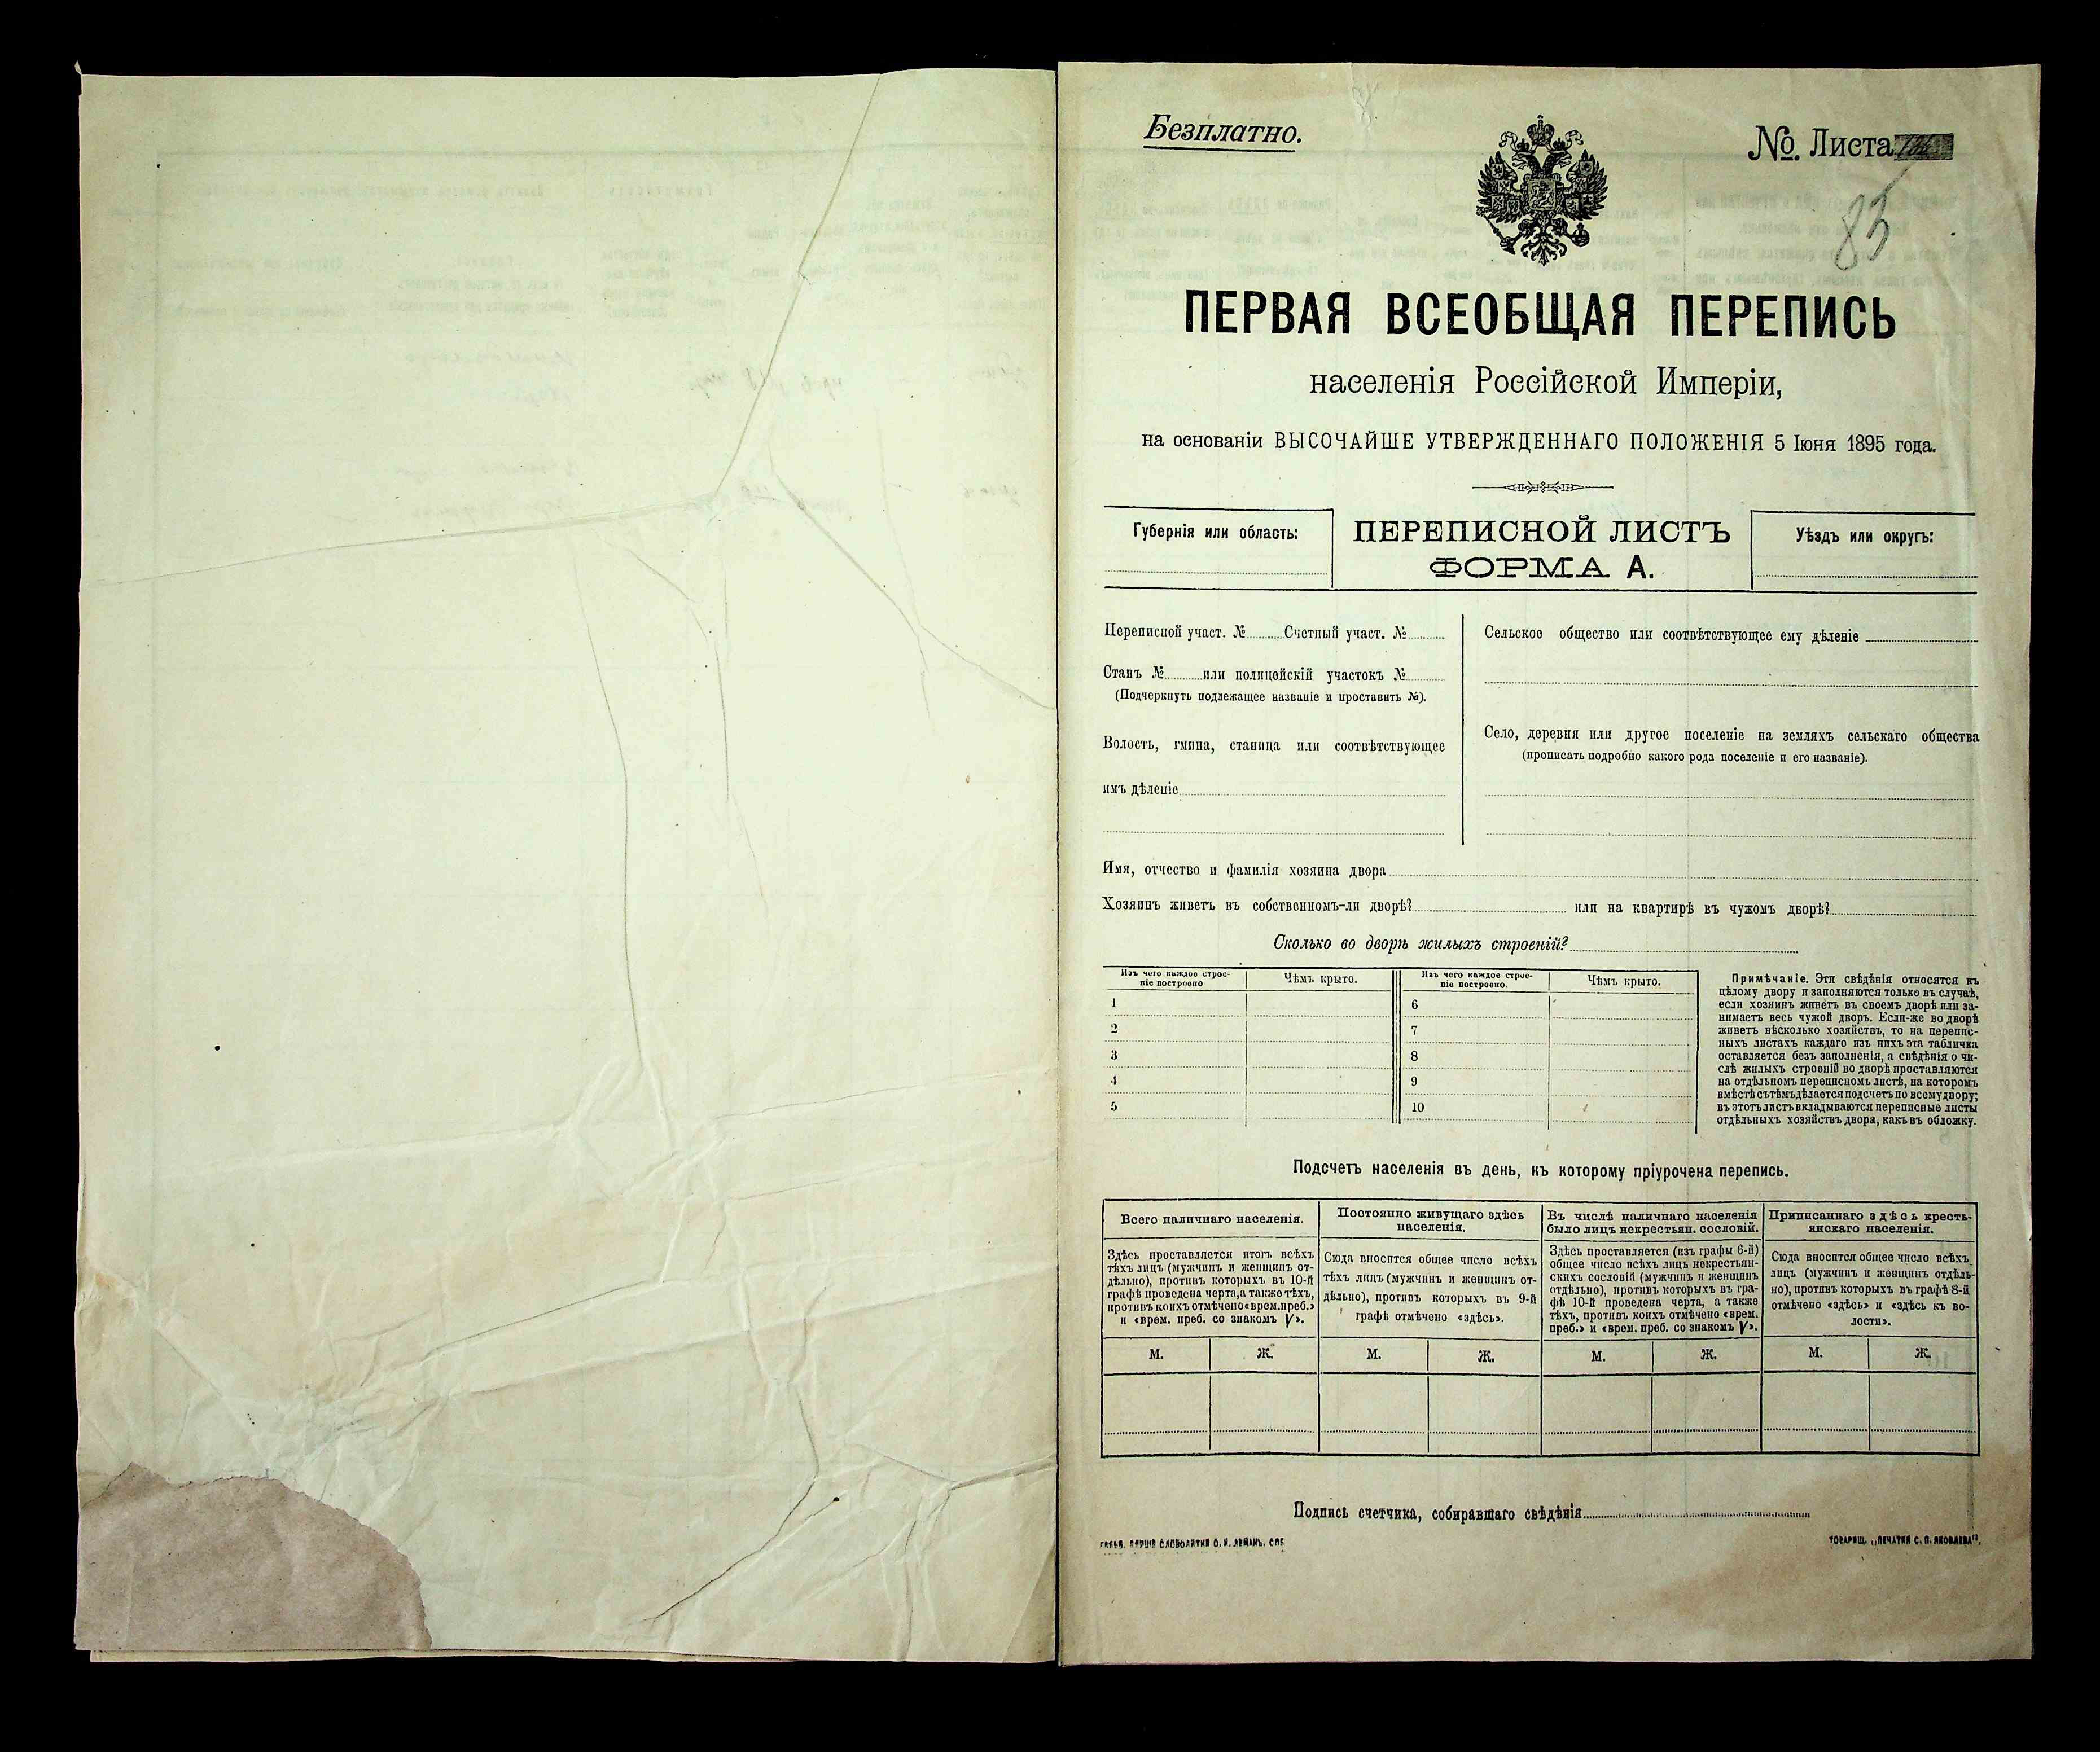 Безплатно.
№. Листа
83
ПЕРВАЯ ВСЕОБЩАЯ ПЕРЕПИСЬ
населенія Россійской Имперіи,
на основаніи ВЫСОЧАЙШЕ УТВЕРЖДЕННАГО ПОЛОЖЕНІЯ 5 Іюня 1895 года.
Губернія или область:
ПЕРЕПИСНОЙ ЛИСТЪ
ФОРМА А.
Уѣздъ или округъ:
Переписной участ. № Счетный участ. №
Станъ № или полицейскій участокъ №
(Подчеркнуть подлежащее названіе и проставить №).
Волость, гмина, станица или соотвѣтствующее
имъ дѣленіе
Сельское общество или соотвѣтствующее ему дѣленіе
Село, деревня или другое поселеніе на земляхъ сельскаго общества
(прописать подробно какого рода поселеніе и его названіе).
Имя, отчество и фамилія хозяина двора
Хозяинъ живетъ въ собственномъ-ли дворѣ? или на квартирѣ въ чужомъ дворѣ?
Сколько во дворѣ жилыхъ строеній?
Изъ чего каждое строе-
ніе построено
Чѣмъ крыто.
Изъ чего каждое строе-
ніе построено.
Чѣмъ крыто.
1
2
3
4
5
6
7
8
9
10
Примѣчаніе. Эти свѣдѣнія относятся къ
цѣлому двору и заполняются только въ случаѣ,
если хозяинъ живетъ въ своемъ дворѣ или за-
нимаетъ весь чужой дворъ. Если-же во дворѣ
живетъ нѣсколько хозяйствъ, то на перепис-
ныхъ листахъ каждаго изъ нихъ эта табличка
оставляется безъ заполненія, а свѣдѣнія о чи-
слѣ жилыхъ строеній во дворѣ проставляются
на отдѣльномъ переписномъ листѣ, на которомъ
вмѣстѣ съ тѣмъ дѣлается подсчетъ по всему двору;
въ этотъ листъ вкладываются переписные листы
отдѣльныхъ хозяйствъ двора, какъ въ обложку.
Подсчетъ населенія въ день, къ которому пріурочена перепись.
Всего наличнаго населенія.
Здѣсь проставляется итогъ всѣхъ
тѣхъ лицъ (мужчинъ и женщинъ от-
дѣльно), противъ которыхъ въ 10-й
графѣ проведена черта, а также тѣхъ,
противъ коихъ отмѣчено «врем. преб.»
и «врем. преб. со знакомъ V».
Постоянно живущаго здѣсь
населенія.
Сюда вносится общее число всѣхъ
тѣхъ лицъ (мужчинъ и женщинъ от-
дѣльно), противъ которыхъ въ 9-й
графѣ отмѣчено «здѣсь».
Въ числѣ наличнаго населенія
было лицъ некрестьян. сословій.
Здѣсь проставляется (изъ графы 6-й)
общее число всѣхъ лицъ некрестьян-
скихъ сословій (мужчинъ и женщинъ
отдѣльно), противъ которыхъ въ гра-
фѣ 10-й проведена черта, а также
тѣхъ, противъ коихъ отмѣчено «врем.
преб.» и «врем. преб. со знакомъ V».
Приписаннаго здѣсь кресть-
янскаго населенія.
Сюда вносится общее число всѣхъ
лицъ (мужчинъ и женщинъ отдѣль-
но), противъ которыхъ въ графѣ 8-й
отмѣчено «здѣсь» и «здѣсь къ во-
лости».
М. Ж. М. Ж. М. Ж. М. Ж.
Подпись счетчика, собиравшаго свѣдѣнія
СЛОВОЛИТНИ О. И. ЛЕМАНЪ. СПБ
ТОВАРИЩ. „ПЕЧАТНЯ С. П. ЯКОВЛЕВА“.